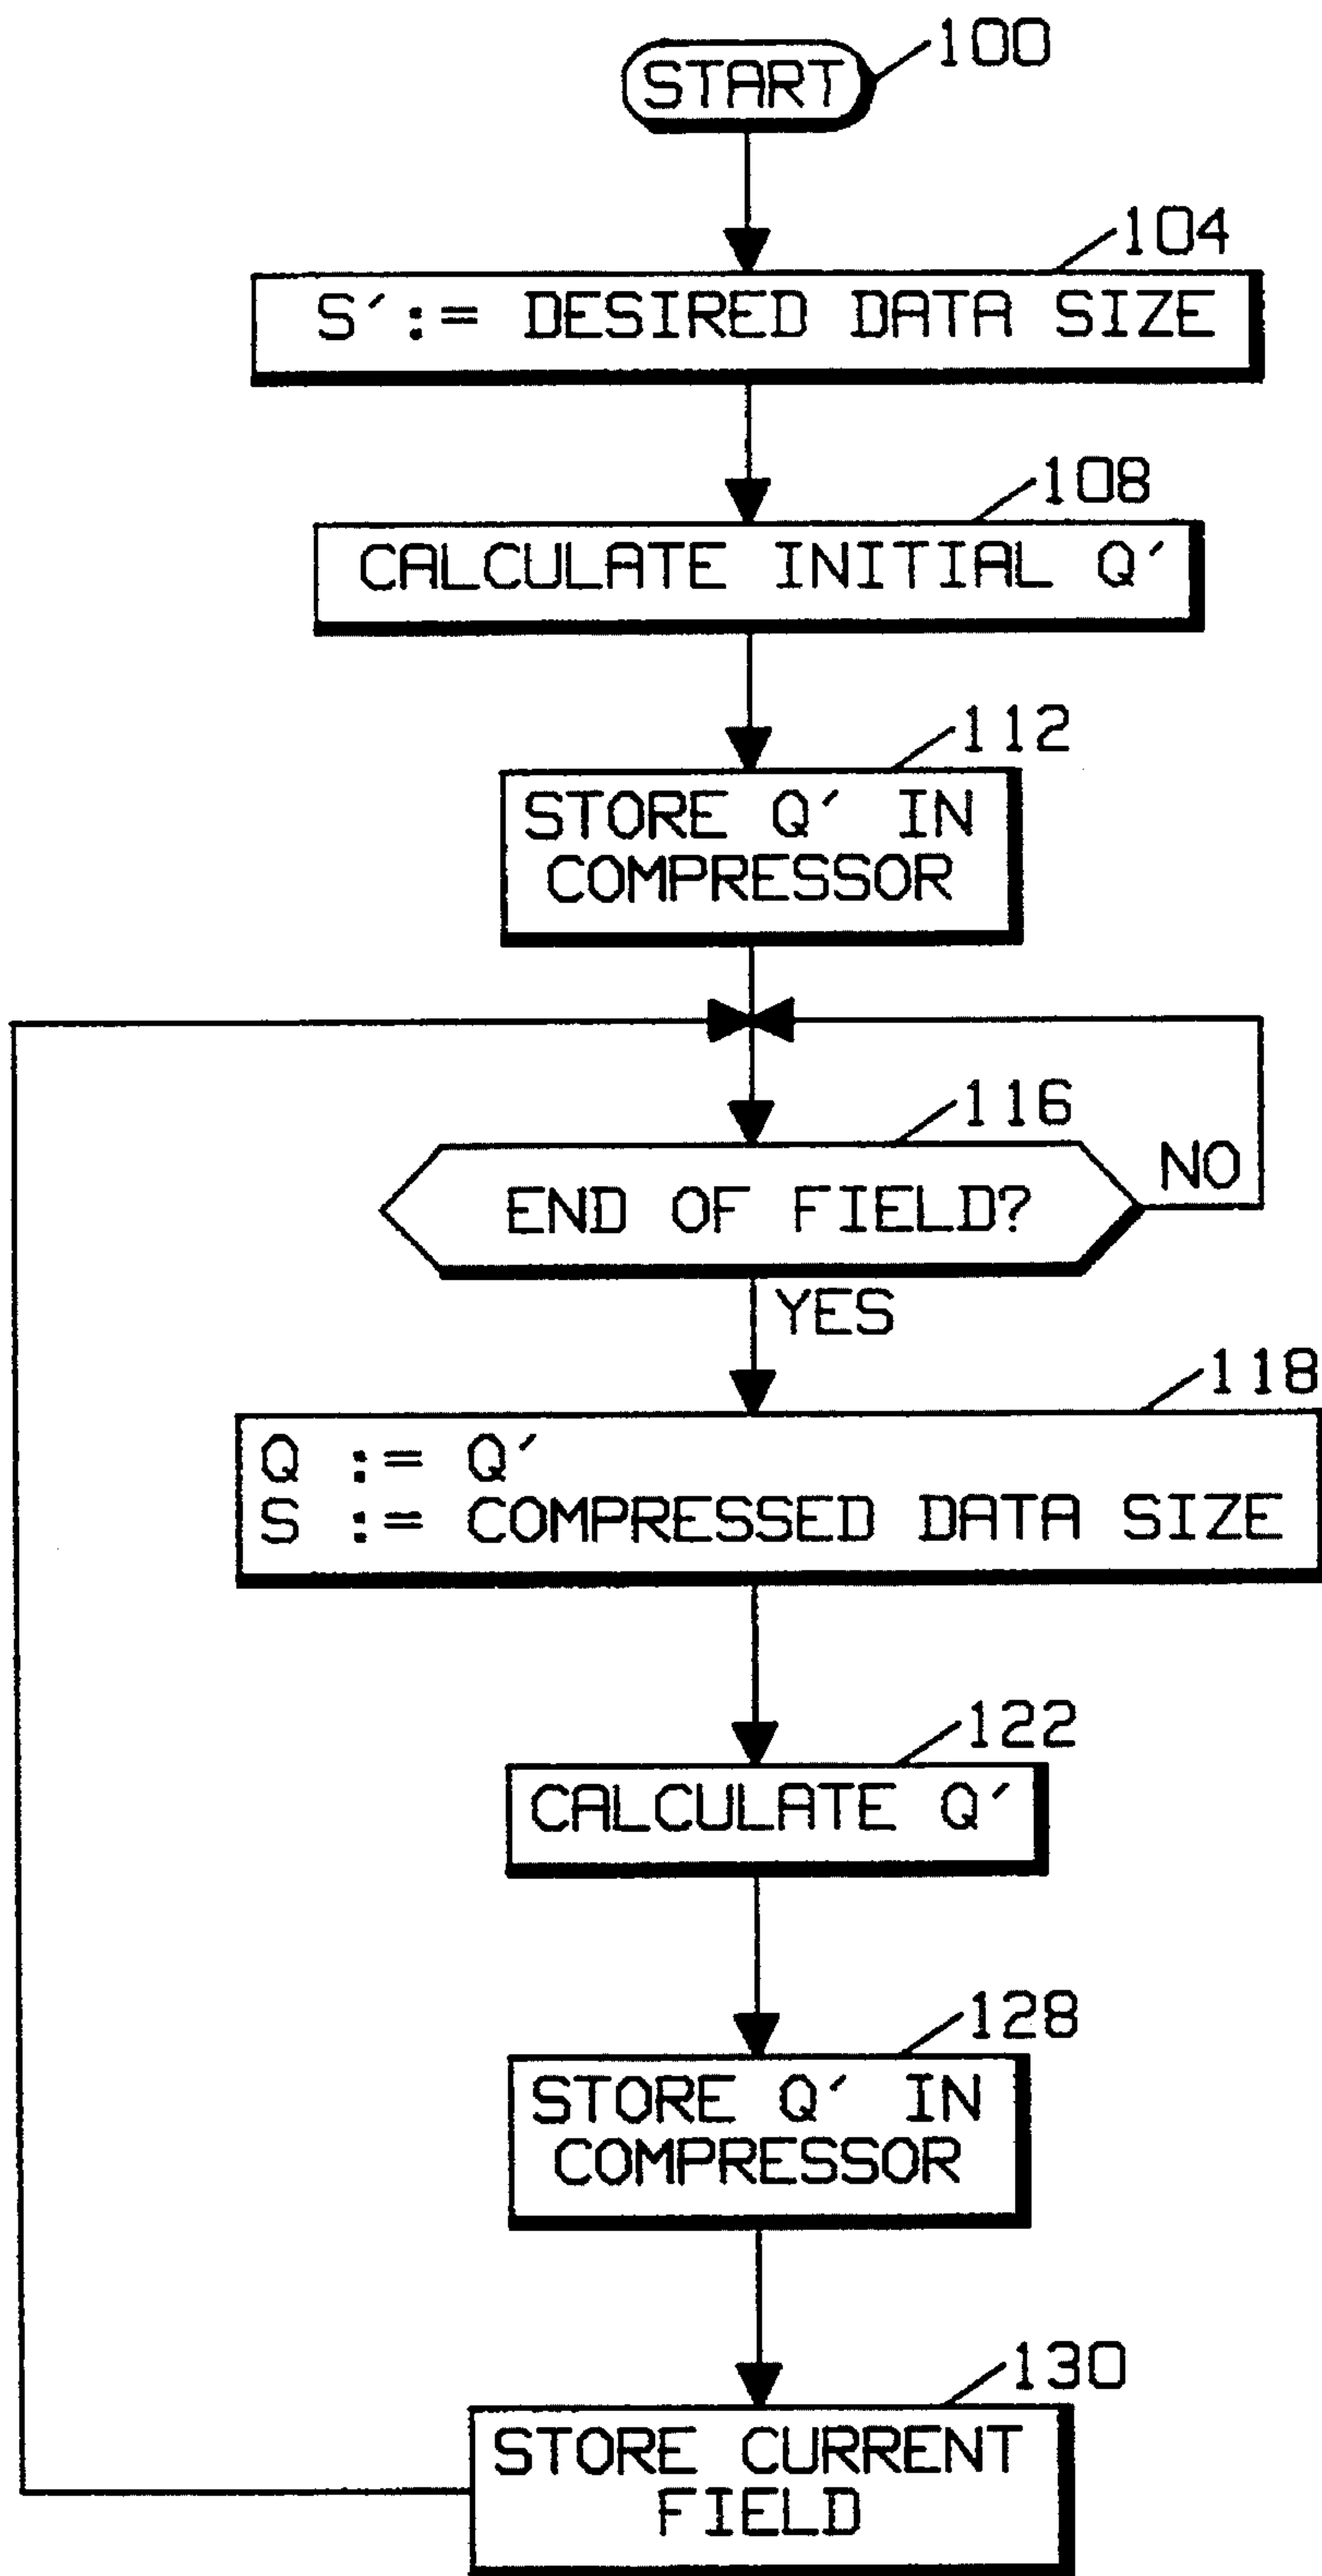 100
START
104
S′:= DESIRED DATA SIZE
108
CALCULATE INITIAL Q′
112
STORE Q′ IN
COMPRESSOR
116
END OF FIELD?
NO
YES
118
Q := Q′
S := COMPRESSED DATA SIZE
122
CALCULATE Q′
128
STORE Q′ IN
COMPRESSOR
130
STORE CURRENT
FIELD